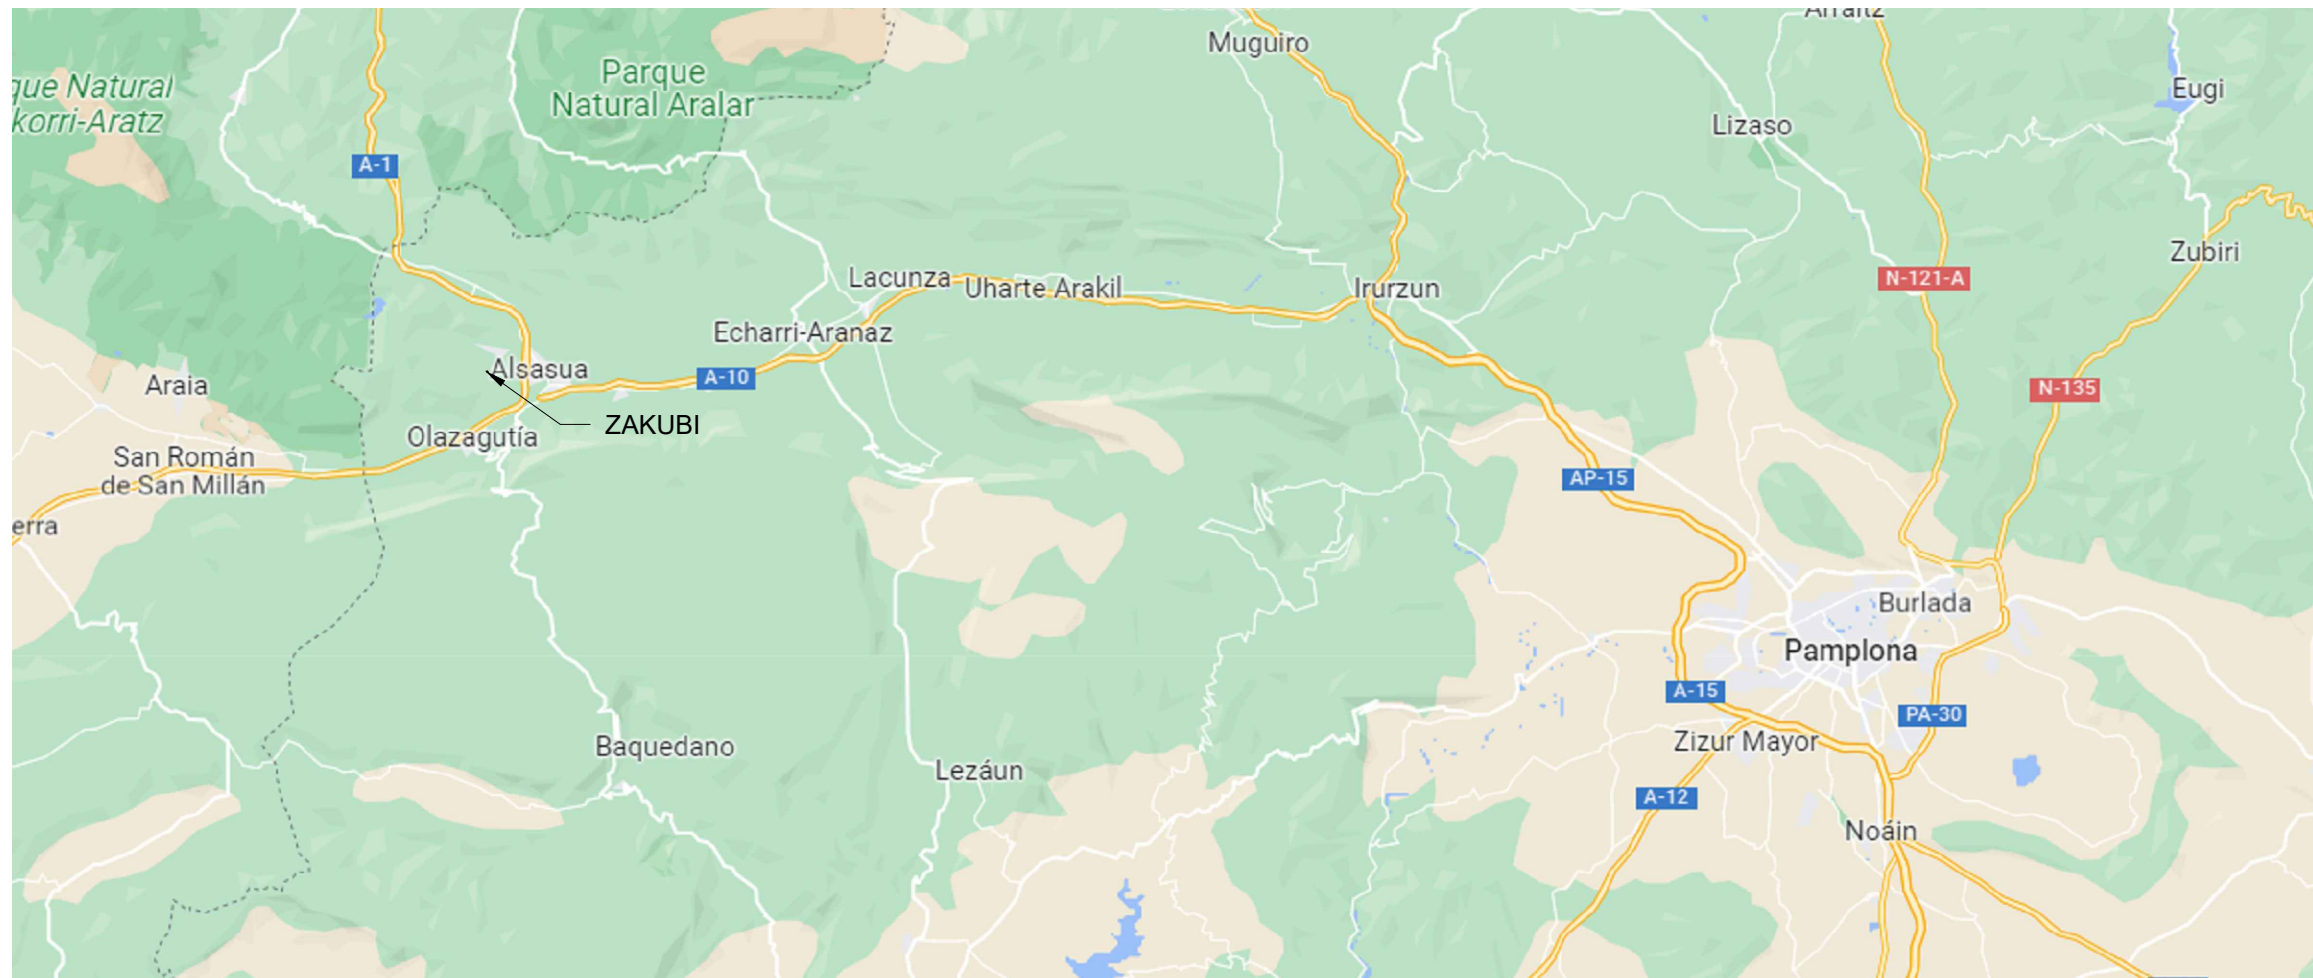 Muguiro
Parque
Natural Aralar
que Natural
korri-Aratz
Eugi
Lizaso
A-1
Zubiri
Lacunza
Uharte Arakil
Irurzun
N-121-A
Echarri-Aranaz
Alsasua
A-10
Araia
N-135
ZAKUBI
Olazagutía
San Román
de San Millán
AP-15
erra
Burlada
Pamplona
A-15
PA-30
Zizur Mayor
Baquedano
Lezáun
A-12
Noáin